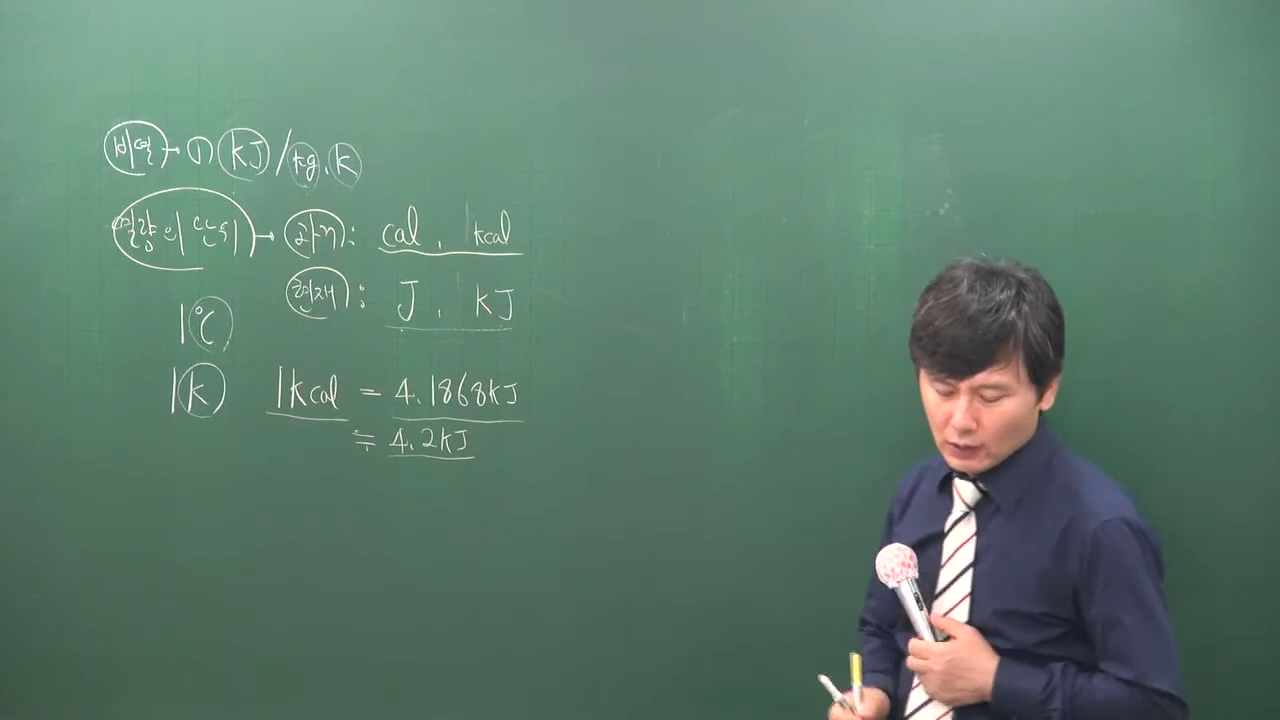 비열→ ① kJ/kg.K
열량의 단위→ 과거: cal, 1kcal
현재: J, kJ
1℃
1K 1kcal = 4.1868kJ
≒ 4.2kJ